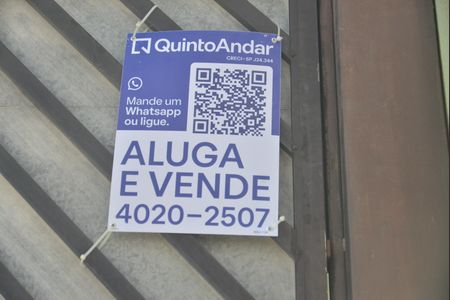 QuintoAndar
CRECI-SP J24.344
Mande um
Whatsapp
ou ligue.
ALUGA
E VENDE
4020-2507